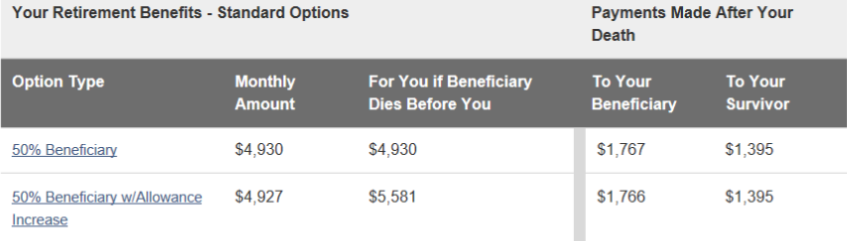 Your Retirement Benefits - Standard Options
Payments Made After Your
Death
Option Type
Monthly
Amount
For You if Beneficiary
Dies Before You
To Your
Beneficiary
To Your
Survivor
50% Beneficiary $4,930 $4,930 $1,767 $1,395
50% Beneficiary w/Allowance
Increase
$4,927 $5,581 $1,766 $1,395